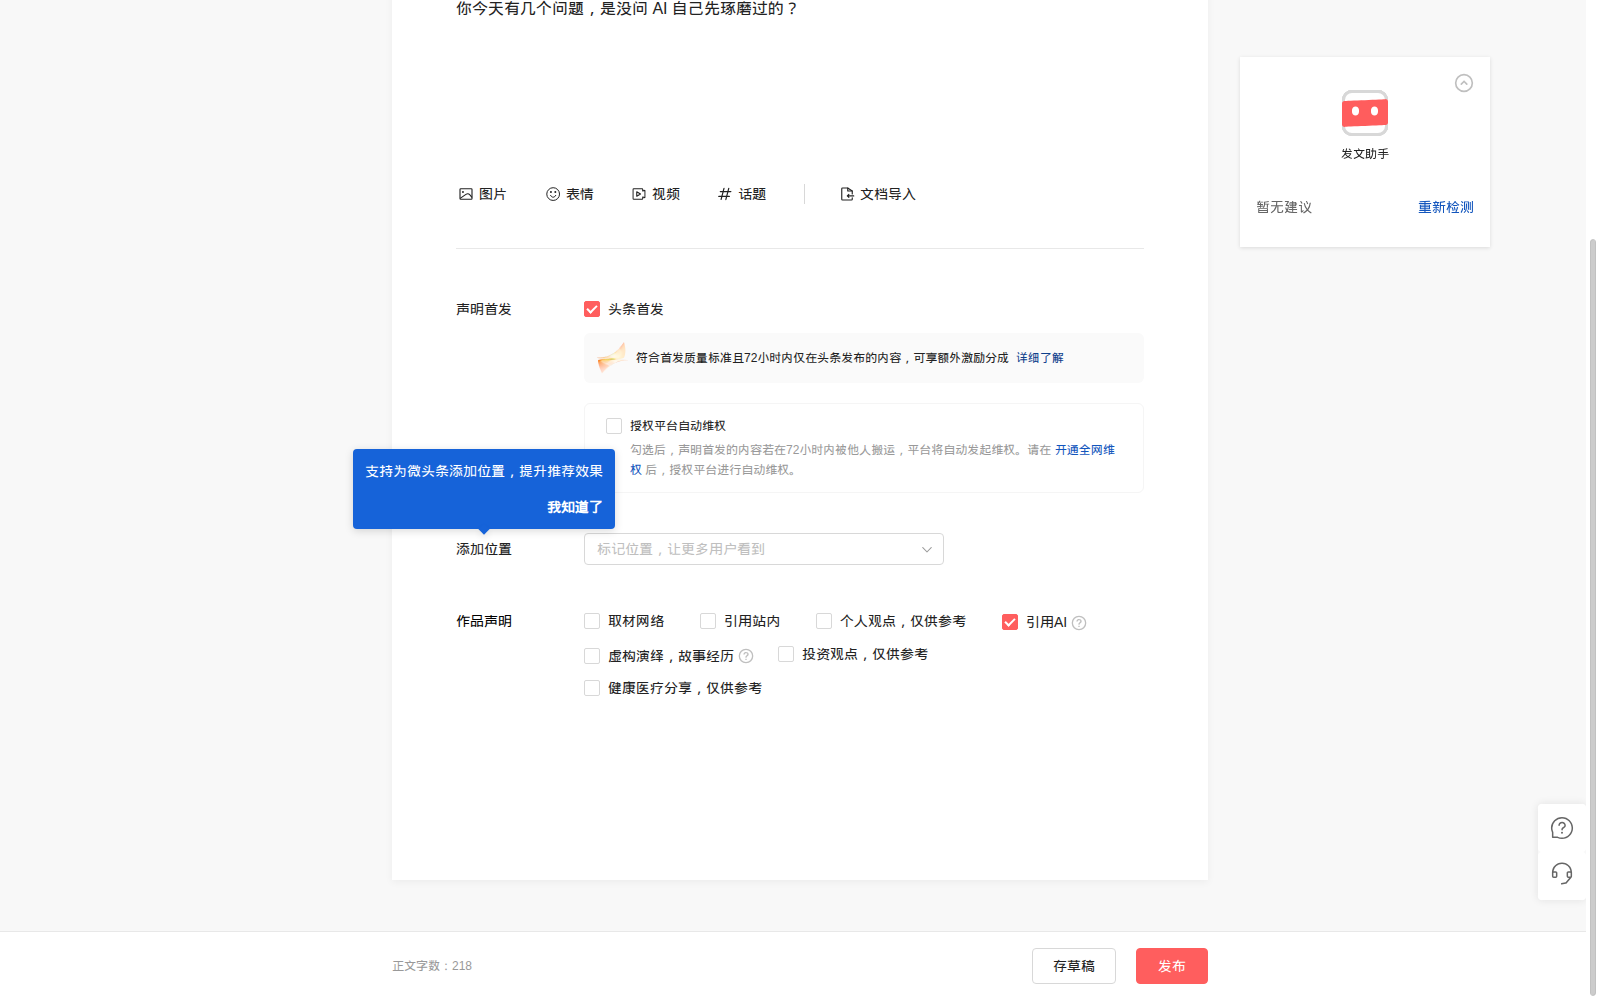 你今天有几个问题，是没问 AI 自己先琢磨过的？
发文助手
暂无建议 重新检测
图片 表情 视频 # 话题 文档导入
声明首发 头条首发
符合首发质量标准且72小时内仅在头条发布的内容，可享额外激励分成 详细了解
授权平台自动维权
勾选后，声明首发的内容若在72小时内被他人搬运，平台将自动发起维权。请在 开通全网维
权 后，授权平台进行自动维权。
支持为微头条添加位置，提升推荐效果
我知道了
添加位置 标记位置，让更多用户看到
作品声明 取材网络 引用站内 个人观点，仅供参考 引用AI
虚构演绎，故事经历 投资观点，仅供参考
健康医疗分享，仅供参考
正文字数：218 存草稿 发布